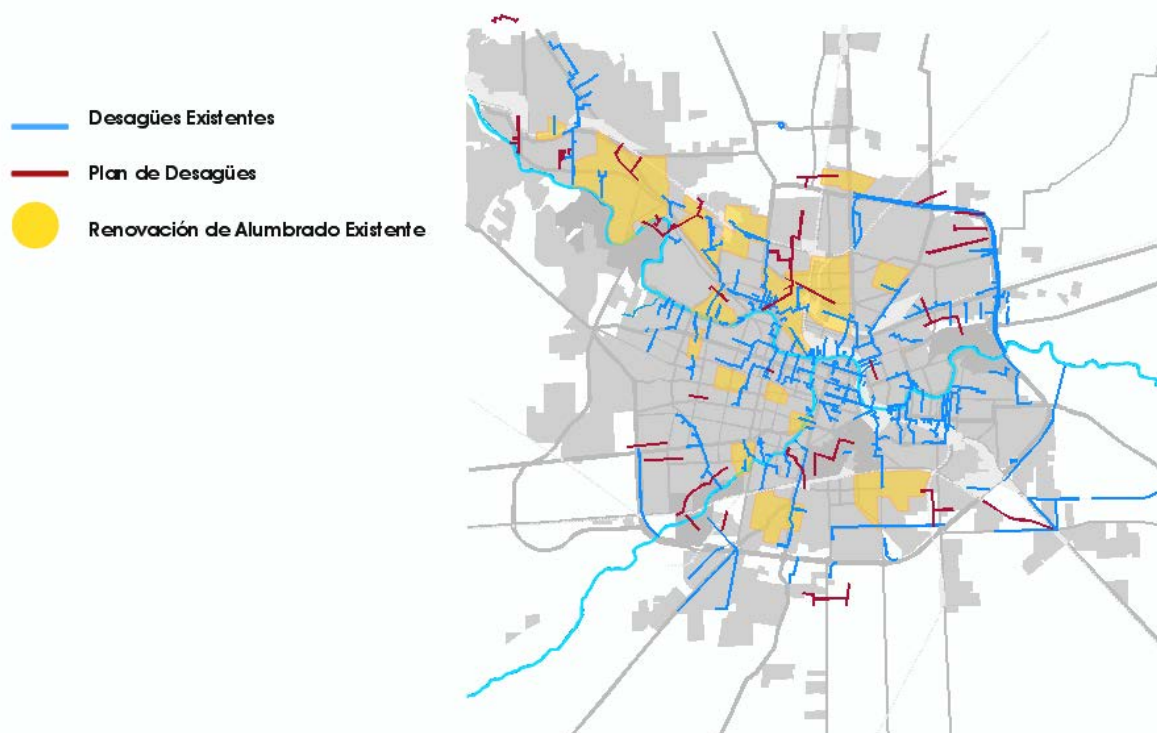 Desagües Existentes
Plan de Desagües
Renovación de Alumbrado Existente